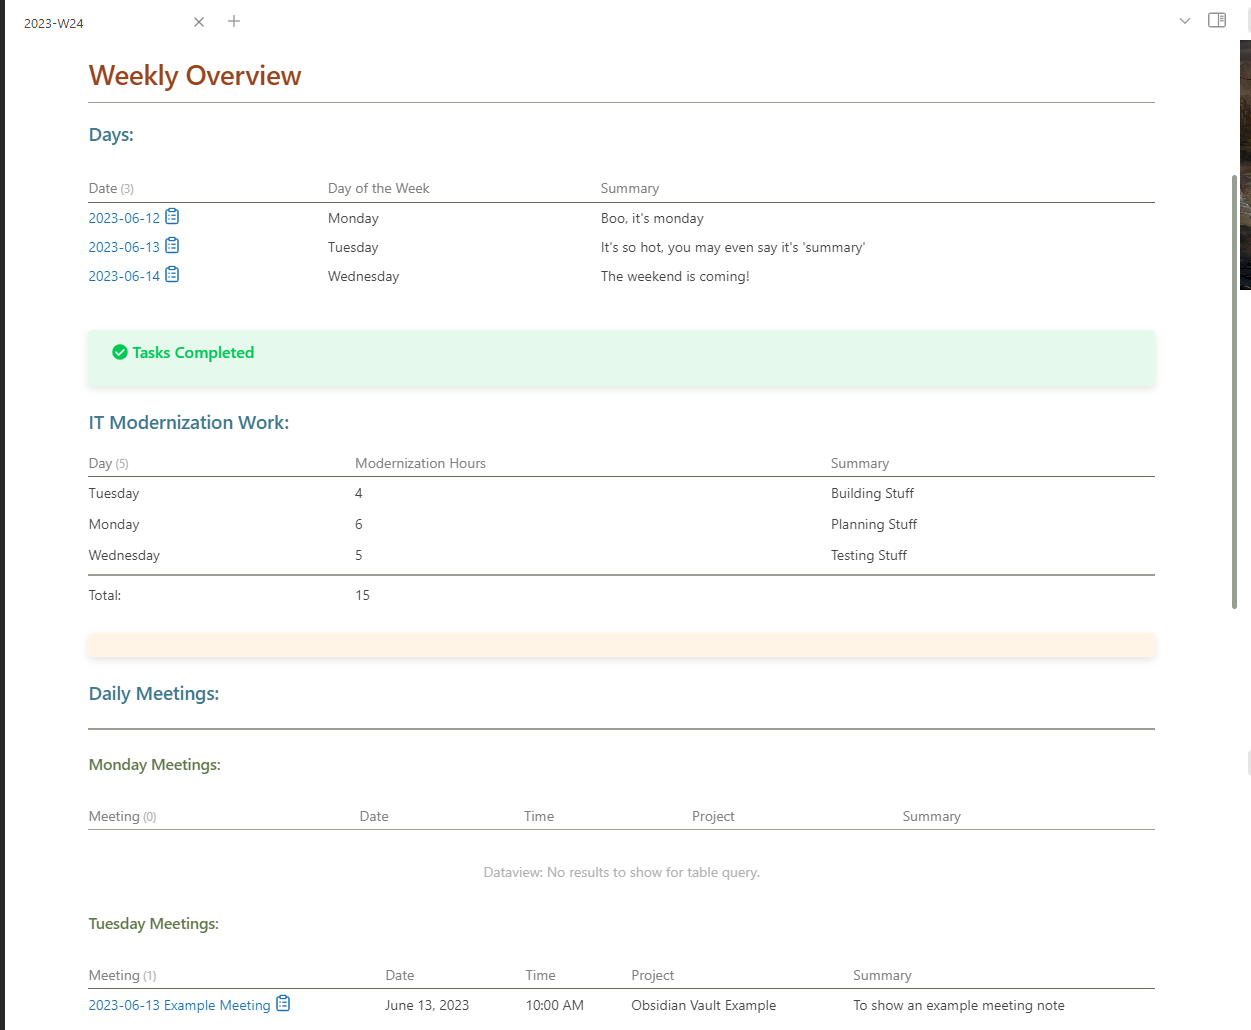 2023-W24
Weekly Overview
Days:
Date (3) Day of the Week Summary
2023-06-12 Monday Boo, it's monday
2023-06-13 Tuesday It's so hot, you may even say it's 'summary'
2023-06-14 Wednesday The weekend is coming!
Tasks Completed
IT Modernization Work:
Day (5) Modernization Hours Summary
Tuesday 4 Building Stuff
Monday 6 Planning Stuff
Wednesday 5 Testing Stuff
Total: 15
Daily Meetings:
Monday Meetings:
Meeting (0) Date Time Project Summary
Dataview: No results to show for table query.
Tuesday Meetings:
Meeting (1) Date Time Project Summary
2023-06-13 Example Meeting June 13, 2023 10:00 AM Obsidian Vault Example To show an example meeting note